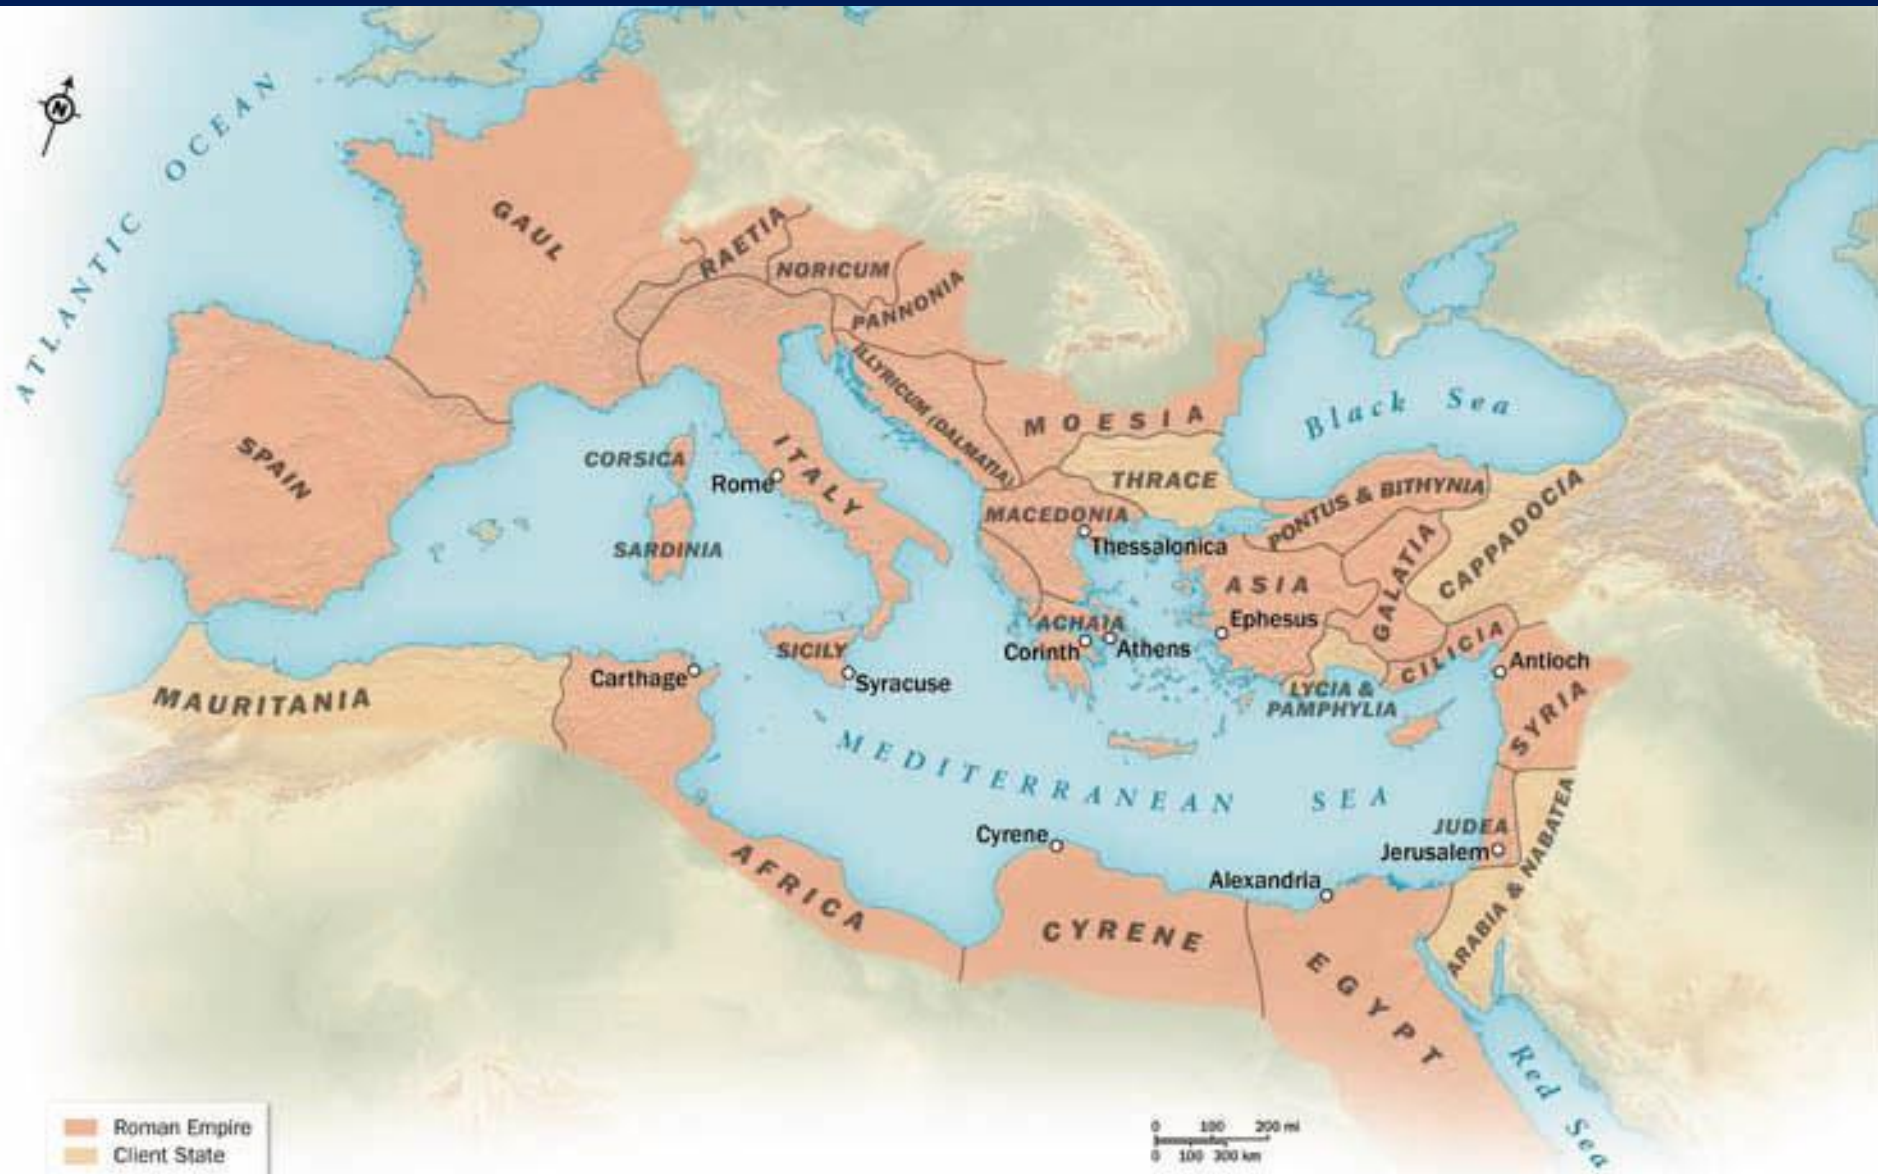 N
ATLANTIC OCEAN
GAUL
RAETIA
NORICUM
PANNONIA
ILLYRICUM (DALMATIA)
MOESIA
Black Sea
SPAIN
CORSICA
ITALY
Rome
THRACE
PONTUS & BITHYNIA
CAPPADOCIA
MACEDONIA
Thessalonica
SARDINIA
ASIA
GALATIA
Ephesus
ACHAIA
Corinth
Athens
CILICIA
Antioch
SICILY
Syracuse
Carthage
MAURITANIA
LYCIA &
PAMPHYLIA
SYRIA
MEDITERRANEAN SEA
JUDEA
Jerusalem
ARABIA & NABATEA
Cyrene
Alexandria
AFRICA
CYRENE
EGYPT
Red Sea
Roman Empire
Client State
0 100 200 mi
0 100 300 km